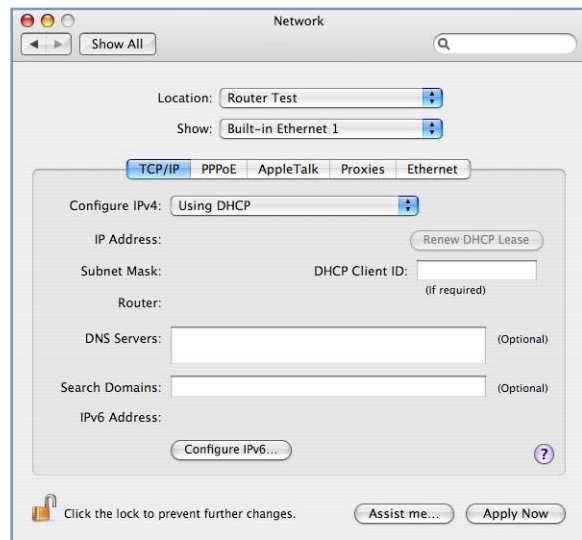 Network
Show All
Location: Router Test
Show: Built-in Ethernet 1
TCP/IP PPPoE AppleTalk Proxies Ethernet
Configure IPv4: Using DHCP
IP Address: Renew DHCP Lease
Subnet Mask: DHCP Client ID:
(If required)
Router:
DNS Servers: (Optional)
Search Domains: (Optional)
IPv6 Address:
Configure IPv6... ?
Click the lock to prevent further changes. Assist me... Apply Now